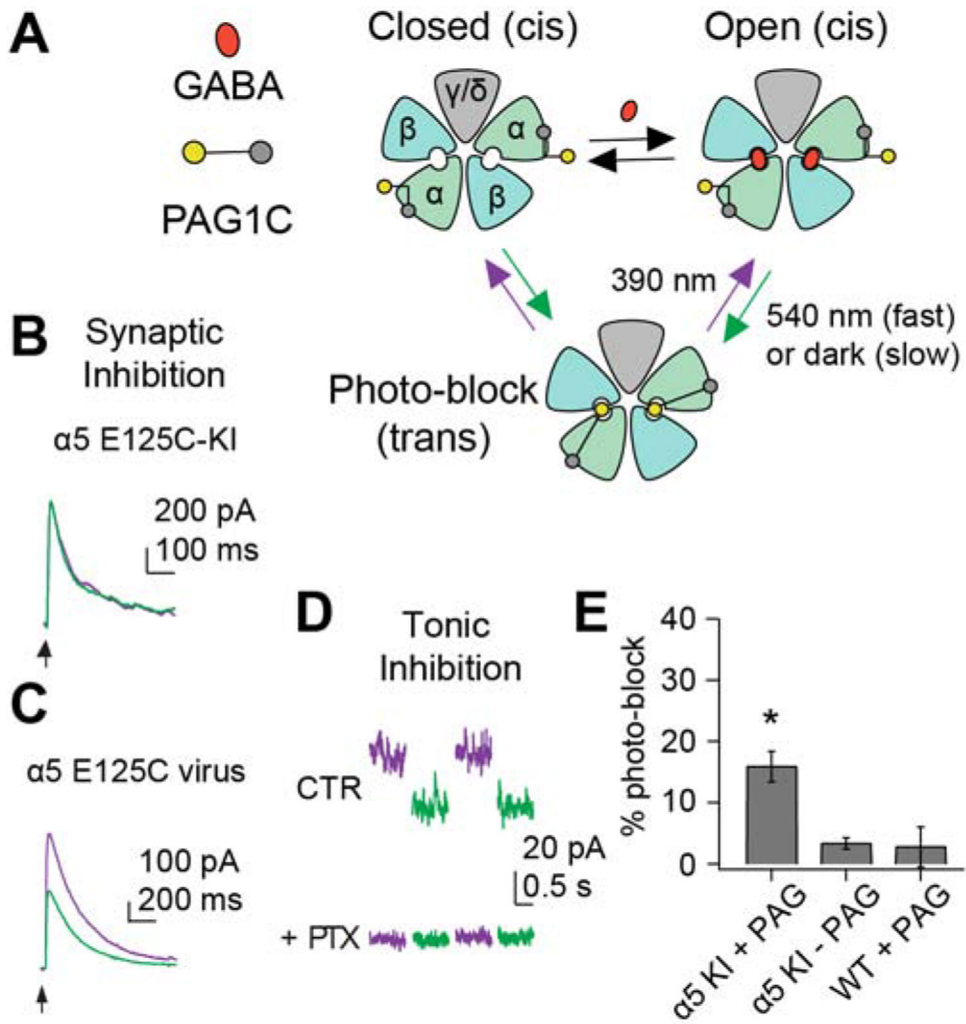 A
GABA
PAG1C
Closed (cis)
Open (cis)
γ/δ
β
α
α
β
390 nm
540 nm (fast)
or dark (slow)
Photo-block
(trans)
B
Synaptic
Inhibition
α5 E125C-KI
200 pA
100 ms
C
α5 E125C virus
100 pA
200 ms
D
Tonic
Inhibition
CTR
20 pA
0.5 s
+ PTX
E
% photo-block
40
30
20
10
0
*
α5 KI + PAG
α5 KI - PAG
WT + PAG